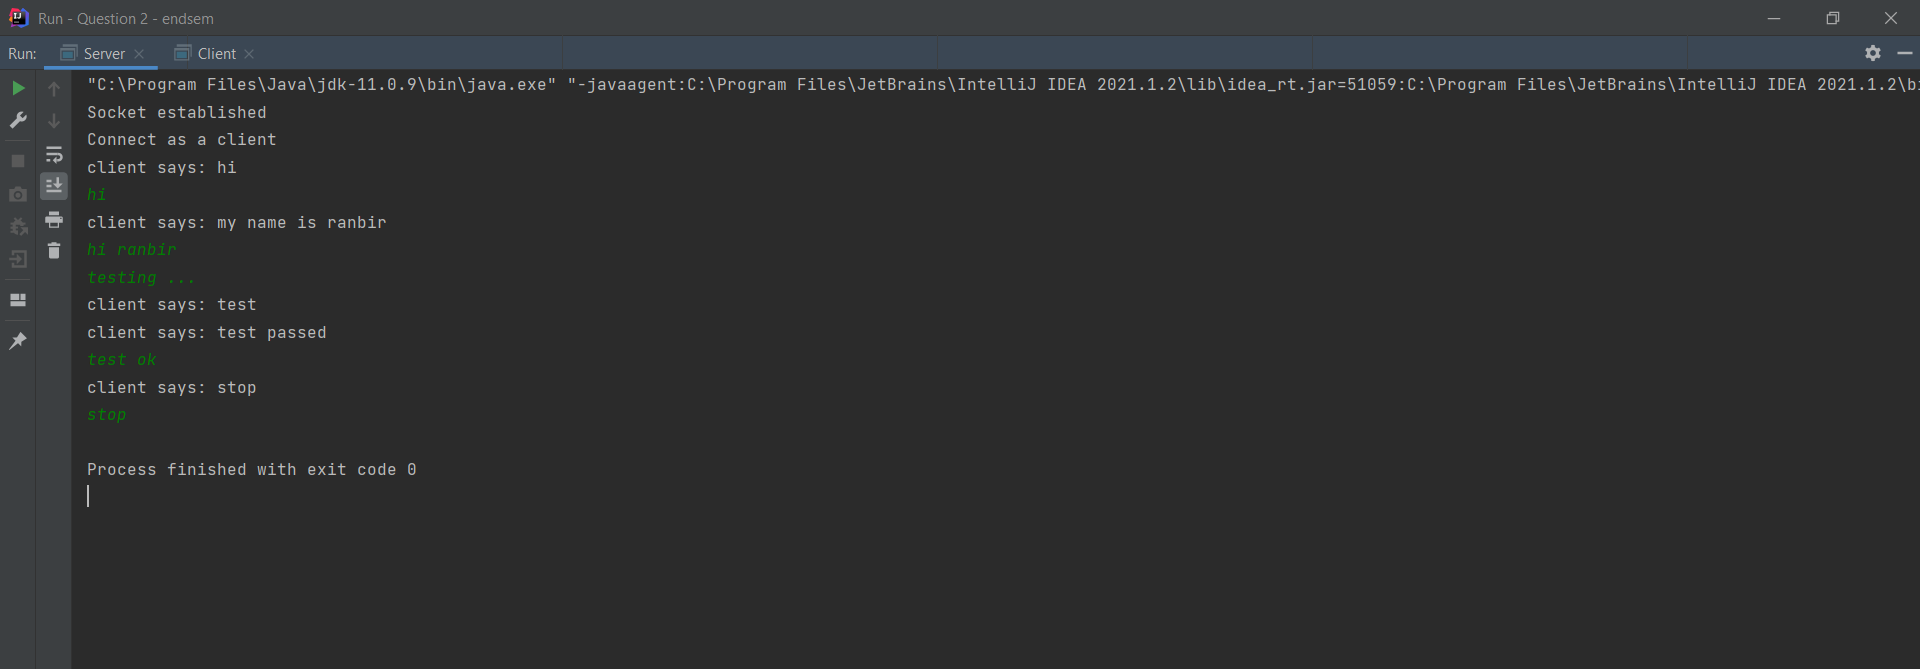 Run - Question 2 - endsem
Run: Server Client
"C:\Program Files\Java\jdk-11.0.9\bin\java.exe" "-javaagent:C:\Program Files\JetBrains\IntelliJ IDEA 2021.1.2\lib\idea_rt.jar=51059:C:\Program Files\JetBrains\IntelliJ IDEA 2021.1.2\bi
Socket established
Connect as a client
client says: hi
hi
client says: my name is ranbir
hi ranbir
testing ...
client says: test
client says: test passed
test ok
client says: stop
stop
Process finished with exit code 0